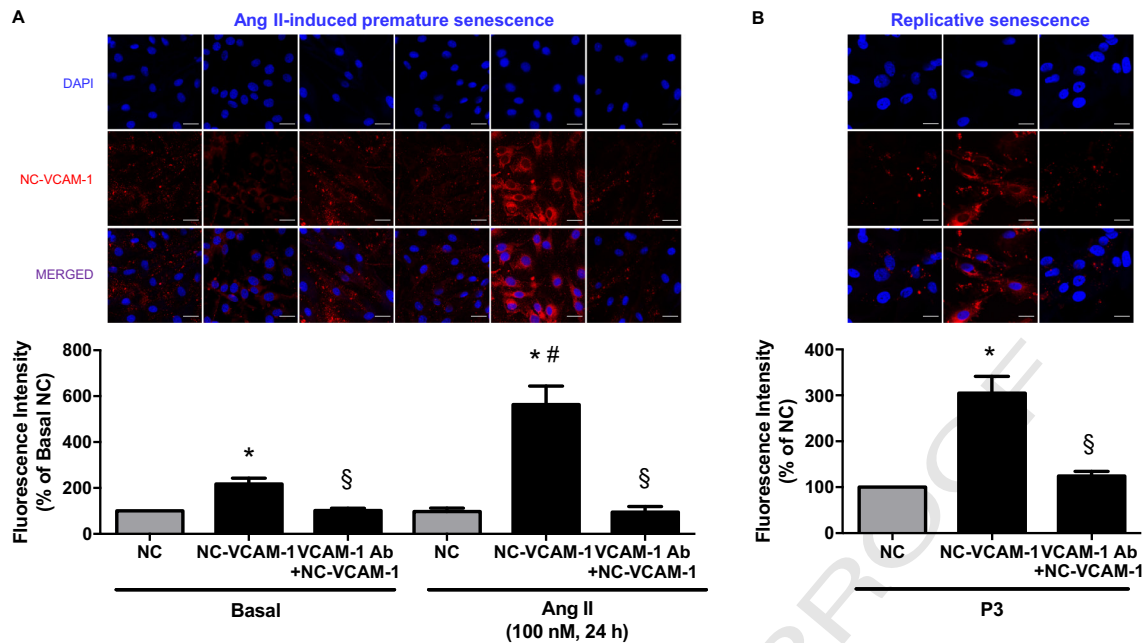 A
Ang II-induced premature senescence
DAPI
NC-VCAM-1
MERGED
Fluorescence Intensity
(% of Basal NC)
800
600
400
200
0
*
§
* #
§
NC
NC-VCAM-1
VCAM-1 Ab
+NC-VCAM-1
NC
NC-VCAM-1
VCAM-1 Ab
+NC-VCAM-1
Basal
Ang II
(100 nM, 24 h)
B
Replicative senescence
Fluorescence Intensity
(% of NC)
400
300
200
100
0
*
§
NC
NC-VCAM-1
VCAM-1 Ab
+NC-VCAM-1
P3